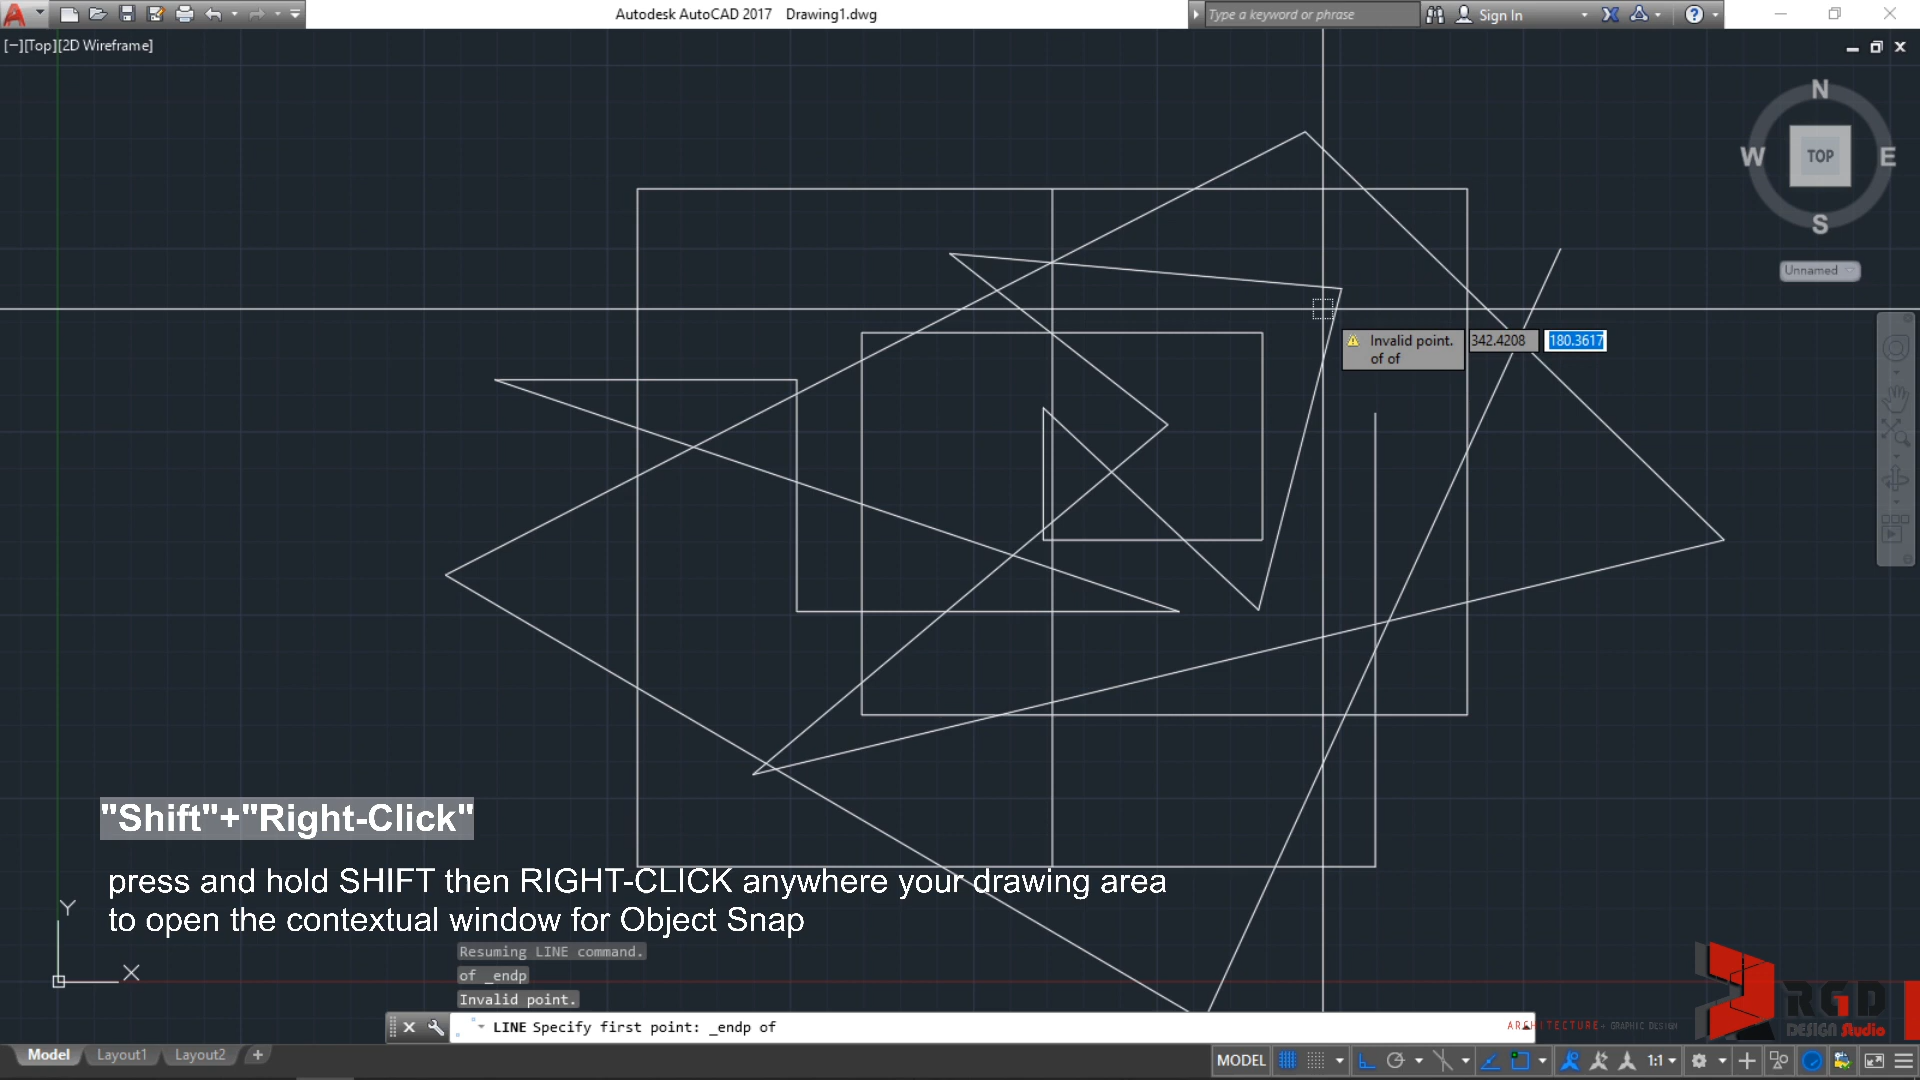 Autodesk AutoCAD 2017 Drawing1.dwg
Type a keyword or phrase
Sign In
[−][Top][2D Wireframe]
N
W
TOP
E
S
Unnamed
Invalid point.
of of
342.4208
180.3617
"Shift"+"Right-Click"
press and hold SHIFT then RIGHT-CLICK anywhere your drawing area
to open the contextual window for Object Snap
Y
X
Resuming LINE command.
of _endp
Invalid point.
LINE Specify first point: _endp of
RGD
DESIGN Studio
ARCHITECTURE + GRAPHIC DESIGN
Model
Layout1
Layout2
+
MODEL
1:1